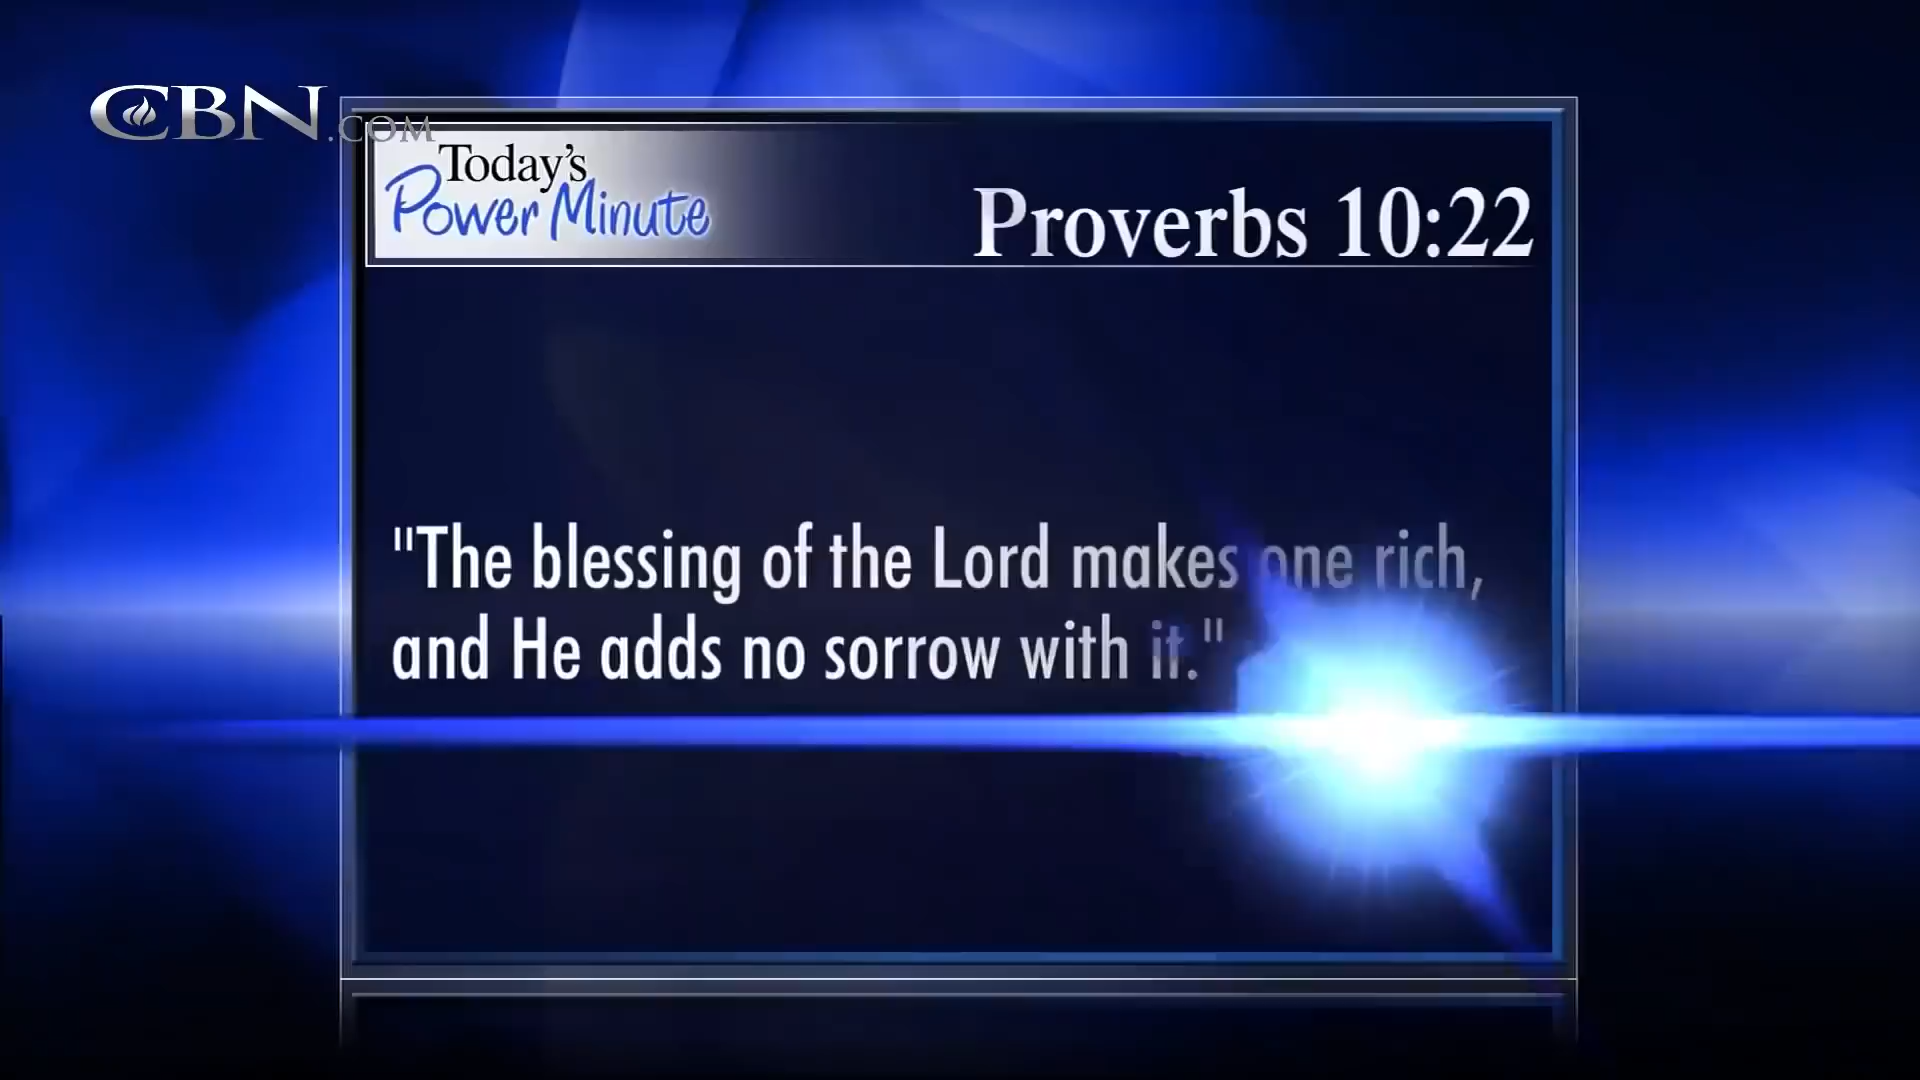 CBN.COM
Today's
Power Minute
Proverbs 10:22
"The blessing of the Lord makes one rich,
and He adds no sorrow with it."